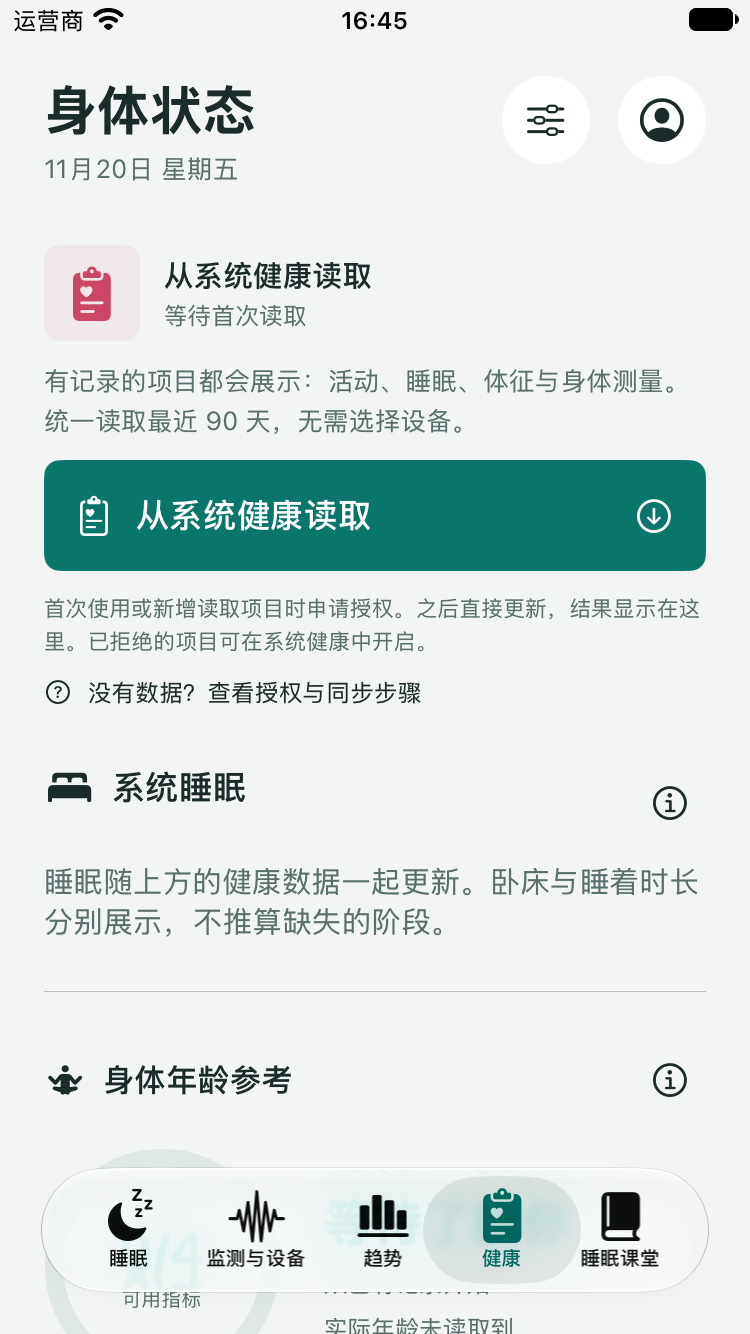 运营商
16:45
身体状态
11月20日 星期五
从系统健康读取
等待首次读取
有记录的项目都会展示：活动、睡眠、体征与身体测量。
统一读取最近 90 天，无需选择设备。
从系统健康读取
首次使用或新增读取项目时申请授权。之后直接更新，结果显示在这
里。已拒绝的项目可在系统健康中开启。
没有数据？查看授权与同步步骤
系统睡眠
睡眠随上方的健康数据一起更新。卧床与睡着时长
分别展示，不推算缺失的阶段。
身体年龄参考
睡眠
监测与设备
趋势
健康
睡眠课堂
可用指标
实际年龄未读取到